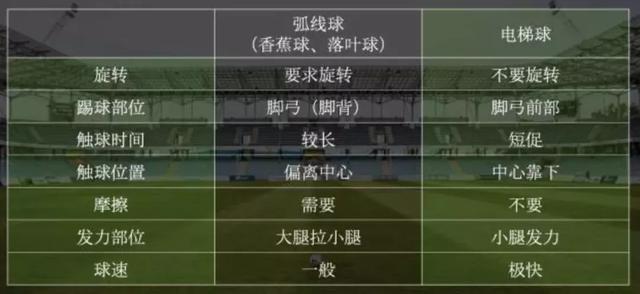 弧线球
（香蕉球、落叶球）
电梯球
旋转 要求旋转 不要旋转
踢球部位 脚弓（脚背） 脚弓前部
触球时间 较长 短促
触球位置 偏离中心 中心靠下
摩擦 需要 不要
发力部位 大腿拉小腿 小腿发力
球速 一般 极快